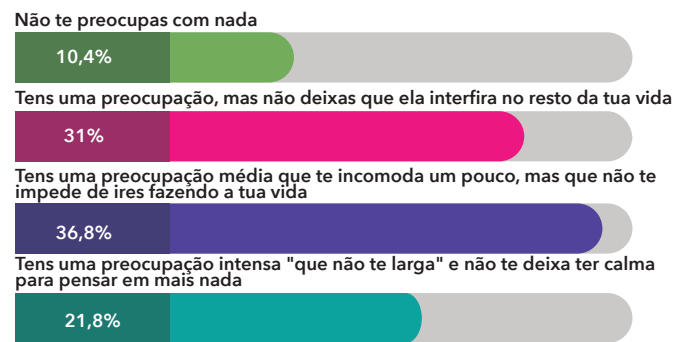 Não te preocupas com nada
10,4%
Tens uma preocupação, mas não deixas que ela interfira no resto da tua vida
31%
Tens uma preocupação média que te incomoda um pouco, mas que não te
impede de ires fazendo a tua vida
36,8%
Tens uma preocupação intensa "que não te larga" e não te deixa ter calma
para pensar em mais nada
21,8%